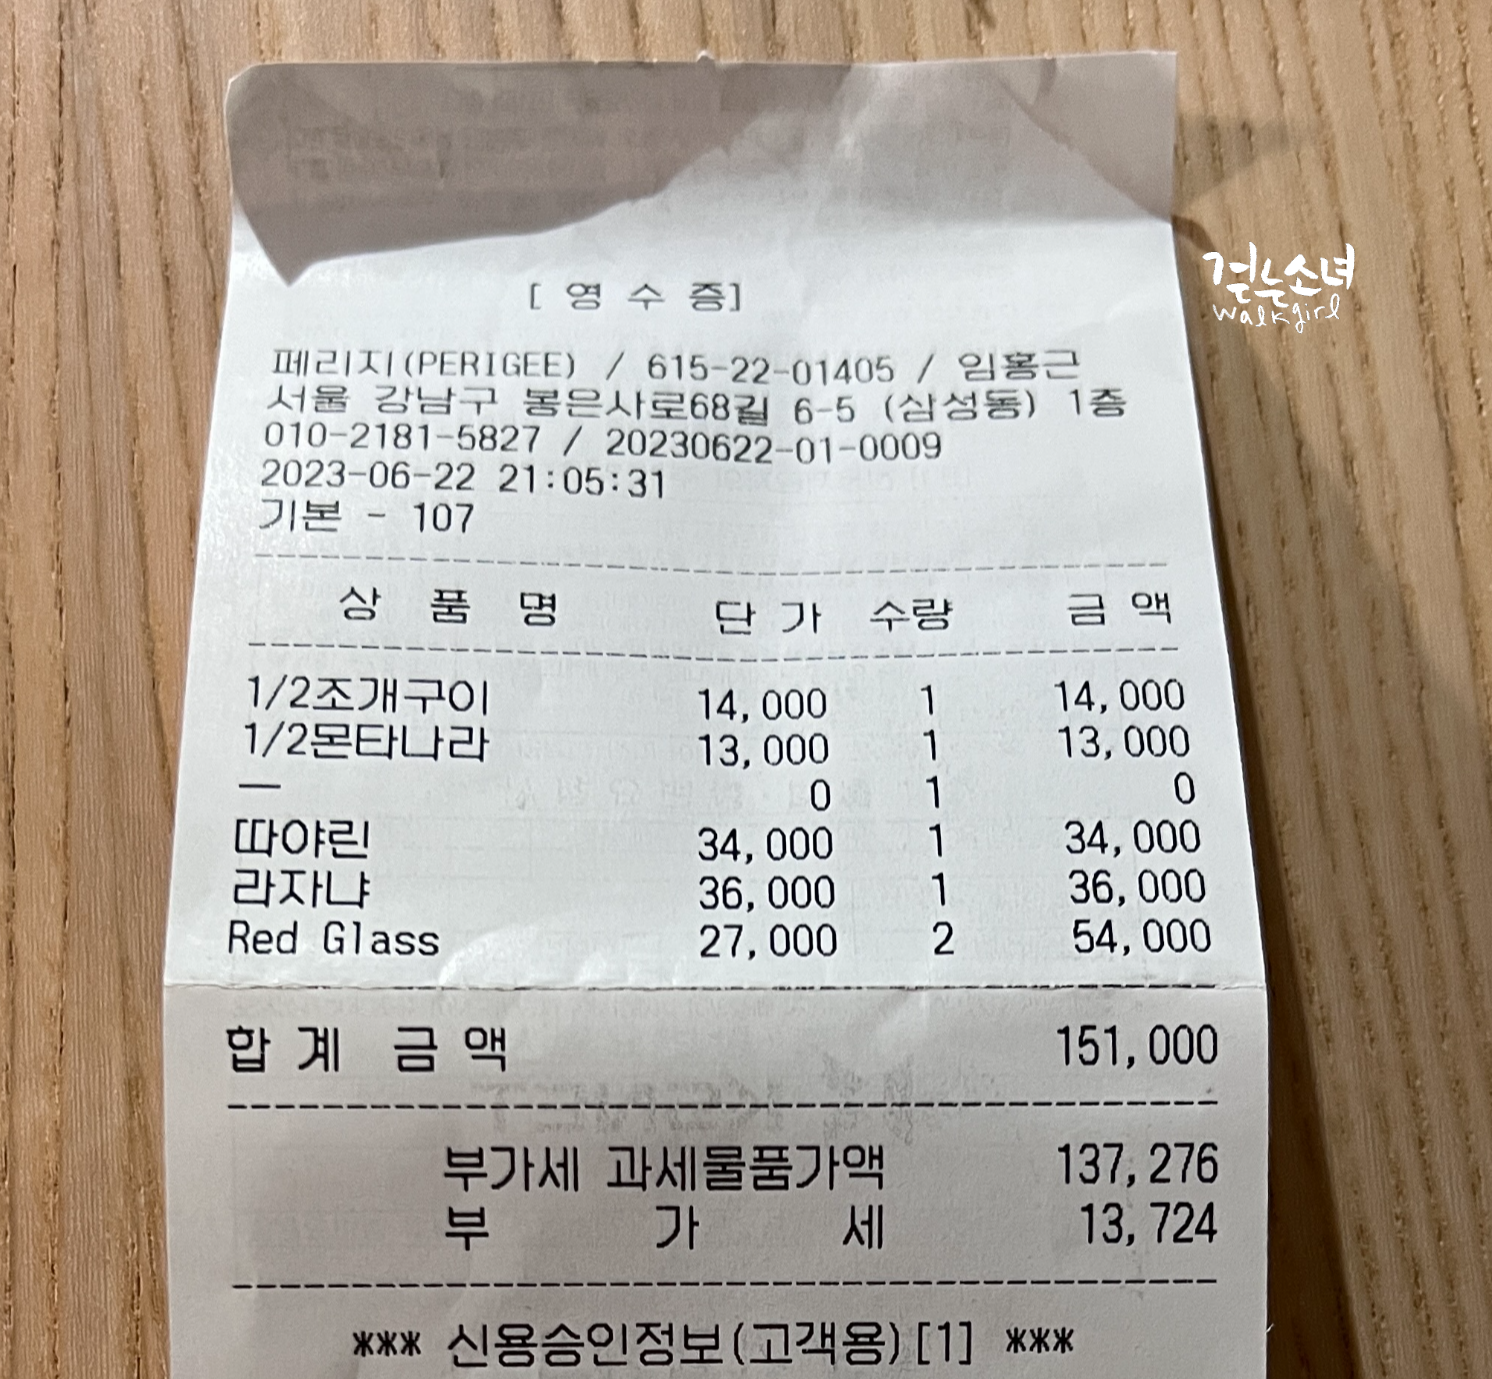 [ 영 수 증]
걷는소녀
walkgirl
페리지(PERIGEE) / 615-22-01405 / 임홍근
서울 강남구 봉은사로68길 6-5 (삼성동) 1층
010-2181-5827 / 20230622-01-0009
2023-06-22 21:05:31
기본 - 107
상 품 명 단 가 수량 금 액
1/2조개구이 14,000 1 14,000
1/2몬타나라 13,000 1 13,000
— 0 1 0
따야린 34,000 1 34,000
라자냐 36,000 1 36,000
Red Glass 27,000 2 54,000
합 계 금 액 151,000
부가세 과세물품가액 137,276
부 가 세 13,724
*** 신용승인정보(고객용)[1] ***